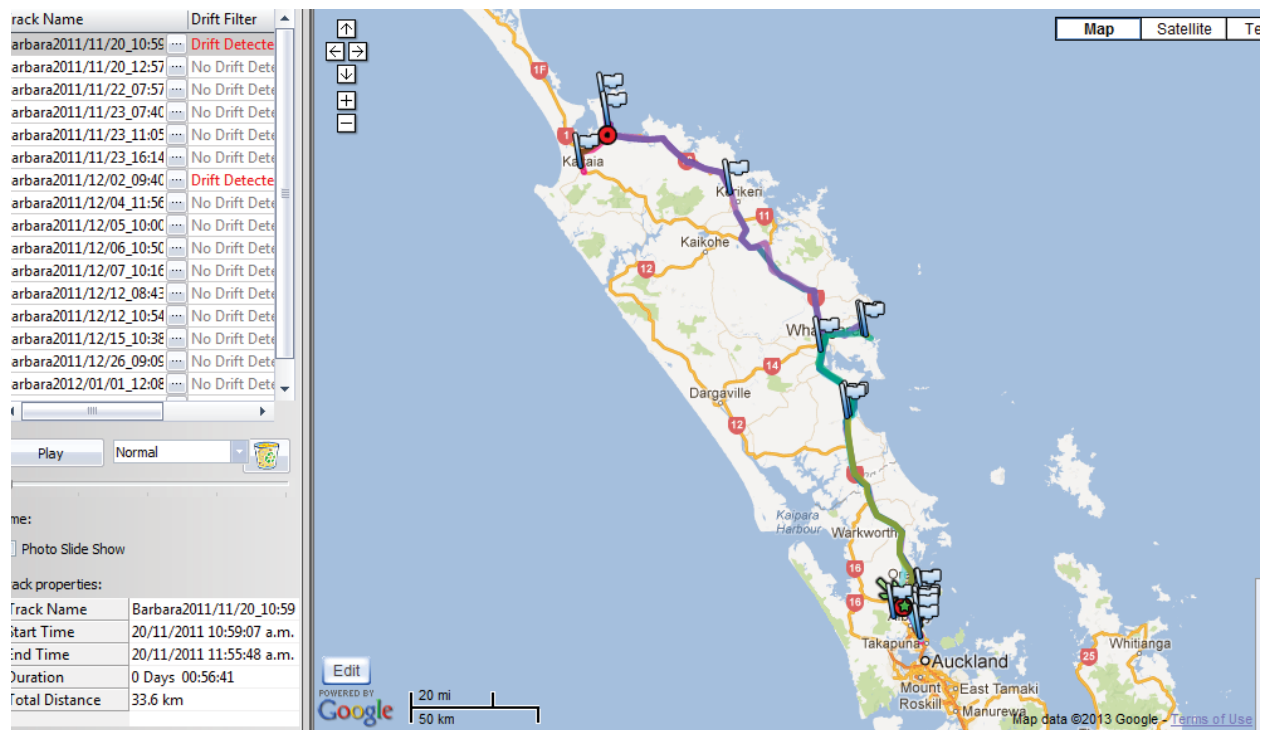 rack Name Drift Filter
arbara2011/11/20_10:59 ... Drift Detecte
arbara2011/11/20_12:57 ... No Drift Dete
arbara2011/11/22_07:57 ... No Drift Dete
arbara2011/11/23_07:40 ... No Drift Dete
arbara2011/11/23_11:05 ... No Drift Dete
arbara2011/11/23_16:14 ... No Drift Dete
arbara2011/12/02_09:40 ... Drift Detecte
arbara2011/12/04_11:56 ... No Drift Dete
arbara2011/12/05_10:00 ... No Drift Dete
arbara2011/12/06_10:50 ... No Drift Dete
arbara2011/12/07_10:16 ... No Drift Dete
arbara2011/12/12_08:43 ... No Drift Dete
arbara2011/12/12_10:54 ... No Drift Dete
arbara2011/12/15_10:38 ... No Drift Dete
arbara2011/12/26_09:09 ... No Drift Dete
arbara2012/01/01_12:08 ... No Drift Dete
Play Normal
me:
Photo Slide Show
ack properties:
Track Name Barbara2011/11/20_10:59
Start Time 20/11/2011 10:59:07 a.m.
End Time 20/11/2011 11:55:48 a.m.
Duration 0 Days 00:56:41
Total Distance 33.6 km
Map Satellite Te
1F
1
Kaitaia
Kerikeri
11
Kaikohe
12
Wha
14
Dargaville
12
Kaipara
Harbour
Warkworth
16
Ore
16
Alb
Takapuna
Auckland
Whitianga
25
Mount
Roskill
East Tamaki
Manurewa
Edit
POWERED BY
Google
20 mi
50 km
Map data ©2013 Google - Terms of Use